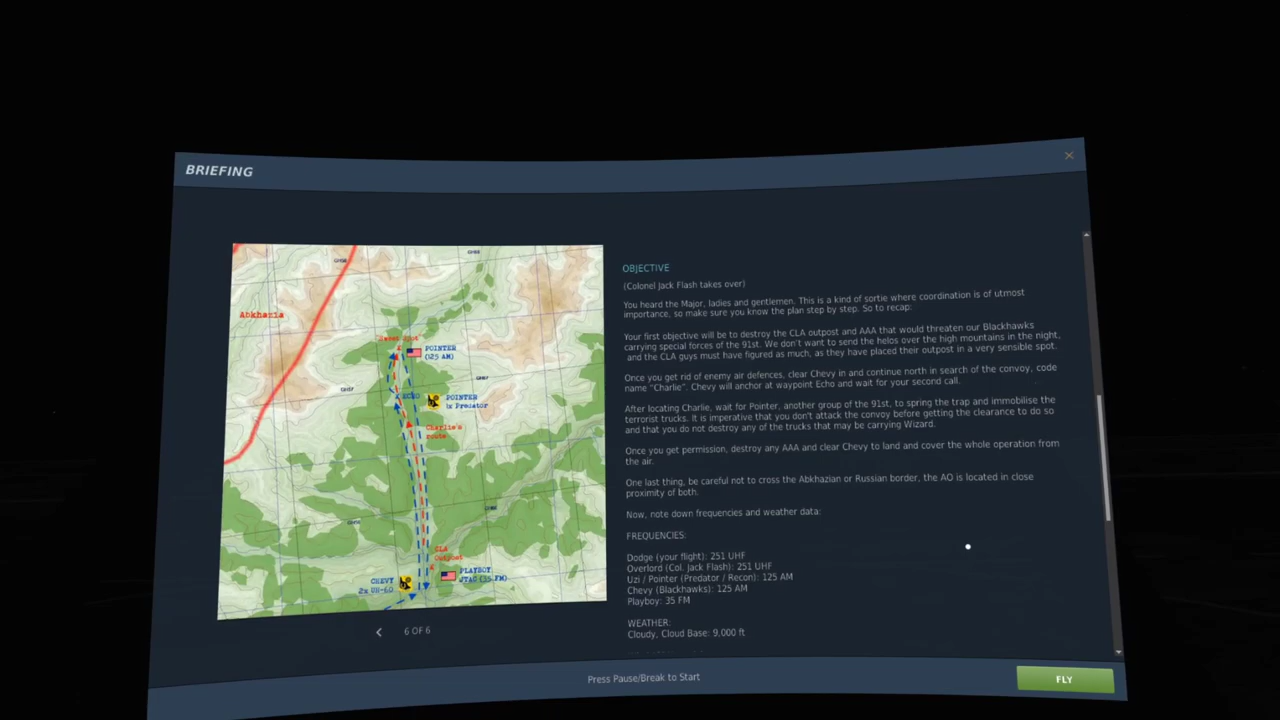 BRIEFING
OBJECTIVE
(Colonel Jack Flash takes over)
You heard the Major, ladies and gentlemen. This is a kind of sortie where coordination is of utmost
importance, so make sure you know the plan step by step. So to recap:
Your first objective will be to destroy the CLA outpost and AAA that would threaten our Blackhawks
carrying special forces of the 91st. We don't want to send the helos over the high mountains in the night,
and the CLA guys must have figured as much, as they have placed their outpost in a very sensible spot.
Once you get rid of enemy air defences, clear Chevy in and continue north in search of the convoy, code
name "Charlie". Chevy will anchor at waypoint Echo and wait for your second call.
After locating Charlie, wait for Pointer, another group of the 91st, to spring the trap and immobilise the
terrorist trucks. It is imperative that you don't attack the convoy before getting the clearance to do so
and that you do not destroy any of the trucks that may be carrying Wizard.
Once you get permission, destroy any AAA and clear Chevy to land and cover the whole operation from
the air.
One last thing, be careful not to cross the Abkhazian or Russian border, the AO is located in close
proximity of both.
Now, note down frequencies and weather data:
FREQUENCIES:
Dodge (your flight): 251 UHF
Overlord (Col. Jack Flash): 251 UHF
Uzi / Pointer (Predator / Recon): 125 AM
Chevy (Blackhawks): 125 AM
Playboy: 35 FM
WEATHER:
Cloudy, Cloud Base: 9,000 ft
Abkhazia
POINTER
(125 AM)
ECHO
POINTER
1x Predator
Charlie's
route
CLA
Outpost
PLAYBOY
JTAC (35 FM)
CHEVY
2x UH-60
6 OF 6
Press Pause/Break to Start
FLY